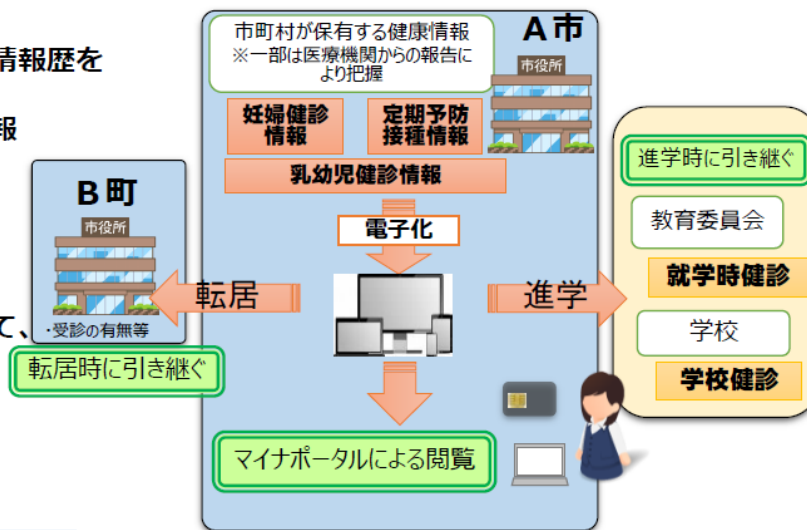 情報歴を
報
て、
A市
市町村が保有する健康情報
※一部は医療機関からの報告に
より把握
市役所
妊婦健診
情報
定期予防
接種情報
乳幼児健診情報
電子化
B町
市役所
・受診の有無等
転居
転居時に引き継ぐ
進学
進学時に引き継ぐ
教育委員会
就学時健診
学校
学校健診
マイナポータルによる閲覧